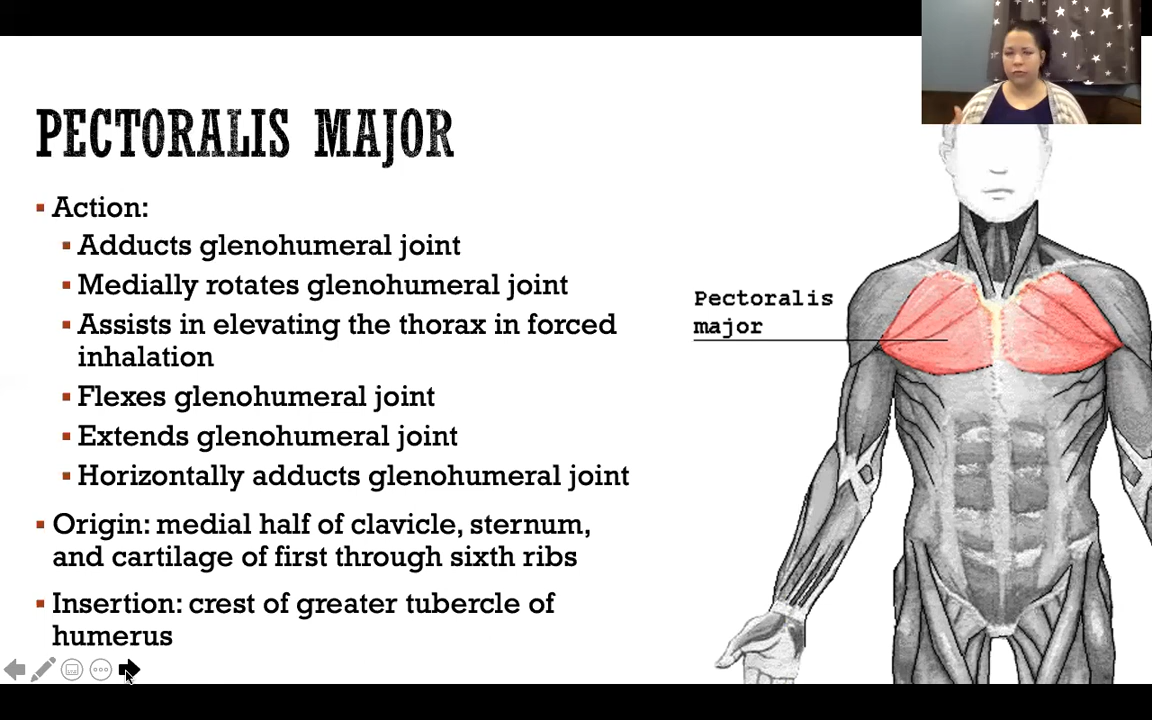 PECTORALIS MAJOR
Action:
Adducts glenohumeral joint
Medially rotates glenohumeral joint
Assists in elevating the thorax in forced
inhalation
Flexes glenohumeral joint
Extends glenohumeral joint
Horizontally adducts glenohumeral joint
Origin: medial half of clavicle, sternum,
and cartilage of first through sixth ribs
Insertion: crest of greater tubercle of
humerus
Pectoralis
major